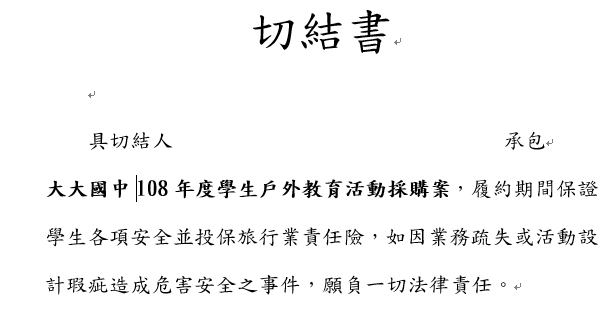 切結書
具切結人 承包
大大國中 108 年度學生戶外教育活動採購案，履約期間保證
學生各項安全並投保旅行業責任險，如因業務疏失或活動設
計瑕疵造成危害安全之事件，願負一切法律責任。